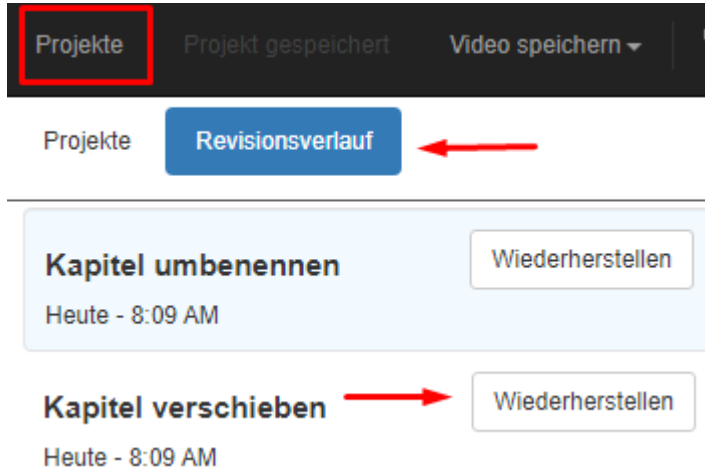 Projekte Projekt gespeichert Video speichern
Projekte Revisionsverlauf
Kapitel umbenennen Wiederherstellen
Heute - 8:09 AM
Kapitel verschieben Wiederherstellen
Heute - 8:09 AM